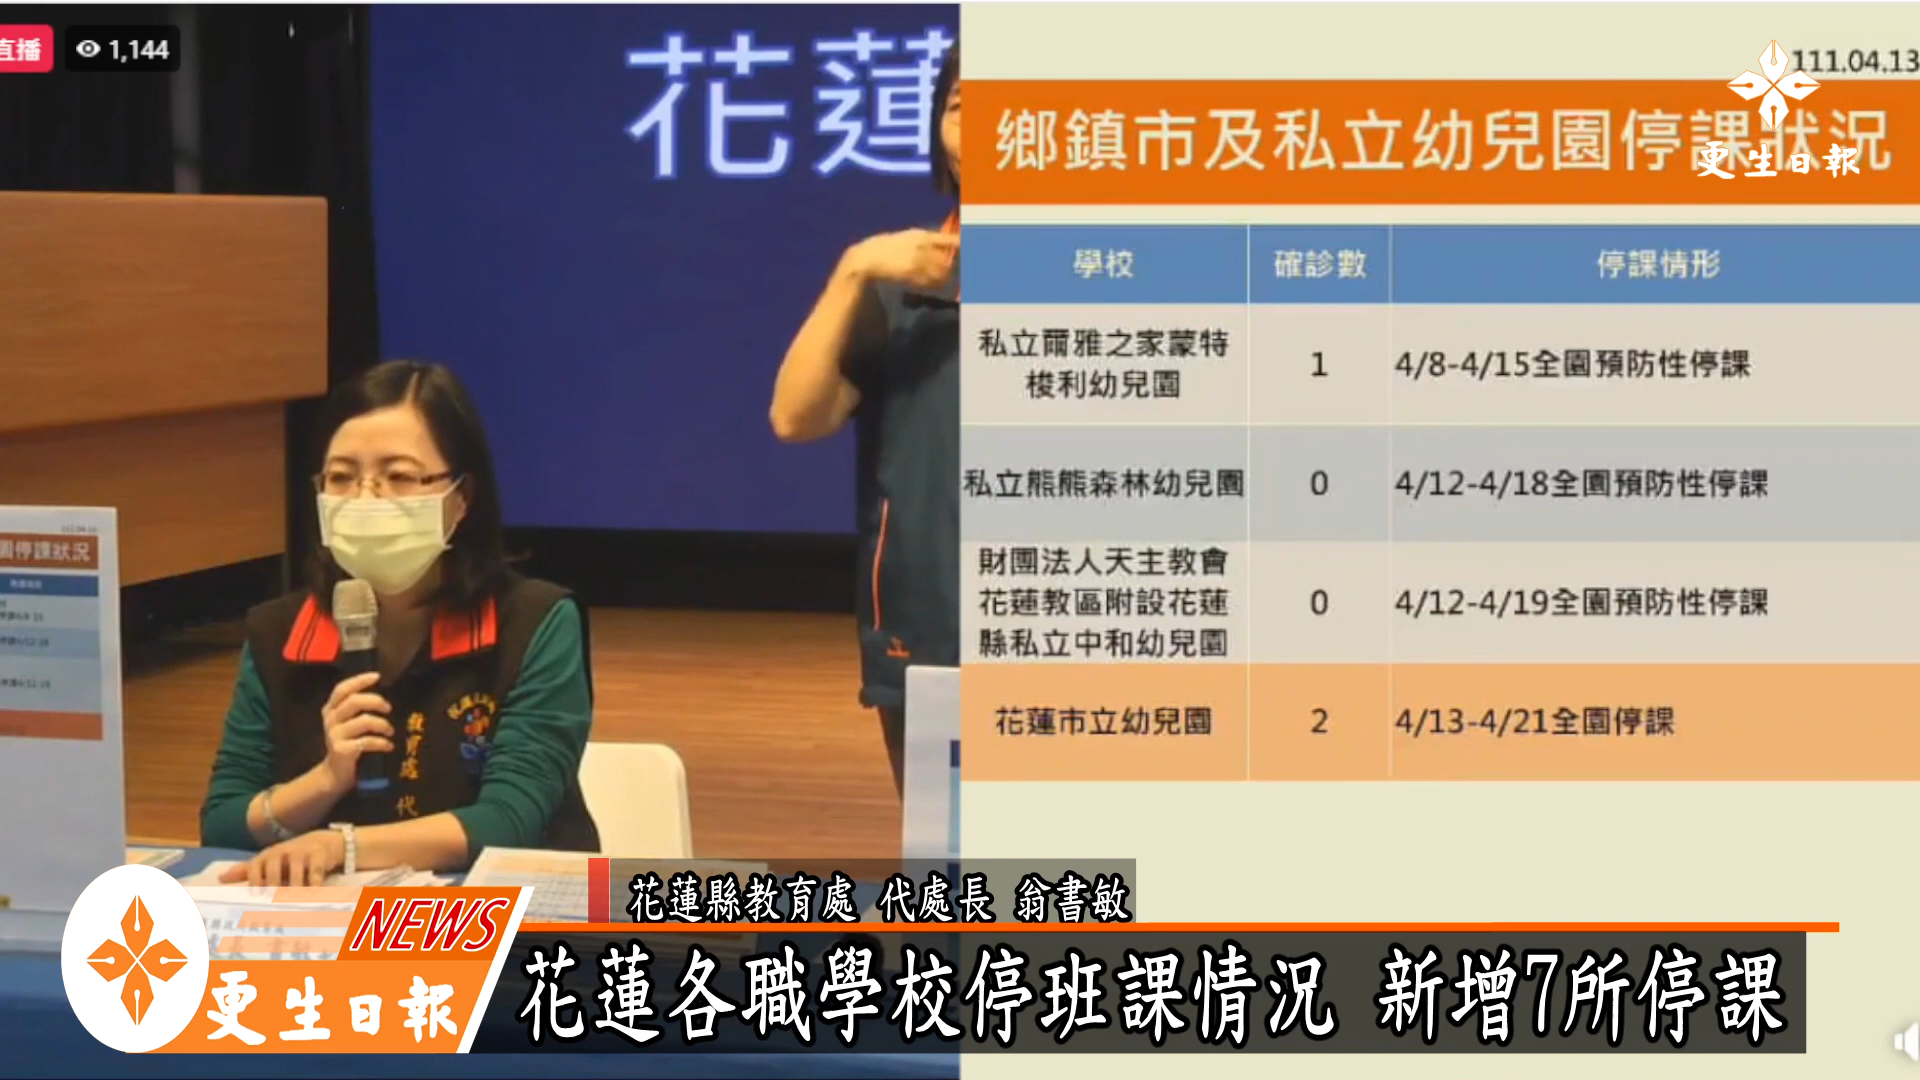 直播
1,144
花蓮
111.04.13
更生日報
鄉鎮市及私立幼兒園停課狀況
學校 確診數 停課情形
私立爾雅之家蒙特
梭利幼兒園
1
4/8-4/15全園預防性停課
私立熊熊森林幼兒園 0 4/12-4/18全園預防性停課
財團法人天主教會
花蓮教區附設花蓮
縣私立中和幼兒園
0
4/12-4/19全園預防性停課
花蓮市立幼兒園 2 4/13-4/21全園停課
園停課狀況
教育處 代
花蓮縣教育處 代處長 翁書敏
NEWS
更生日報
花蓮各職學校停班課情況 新增7所停課